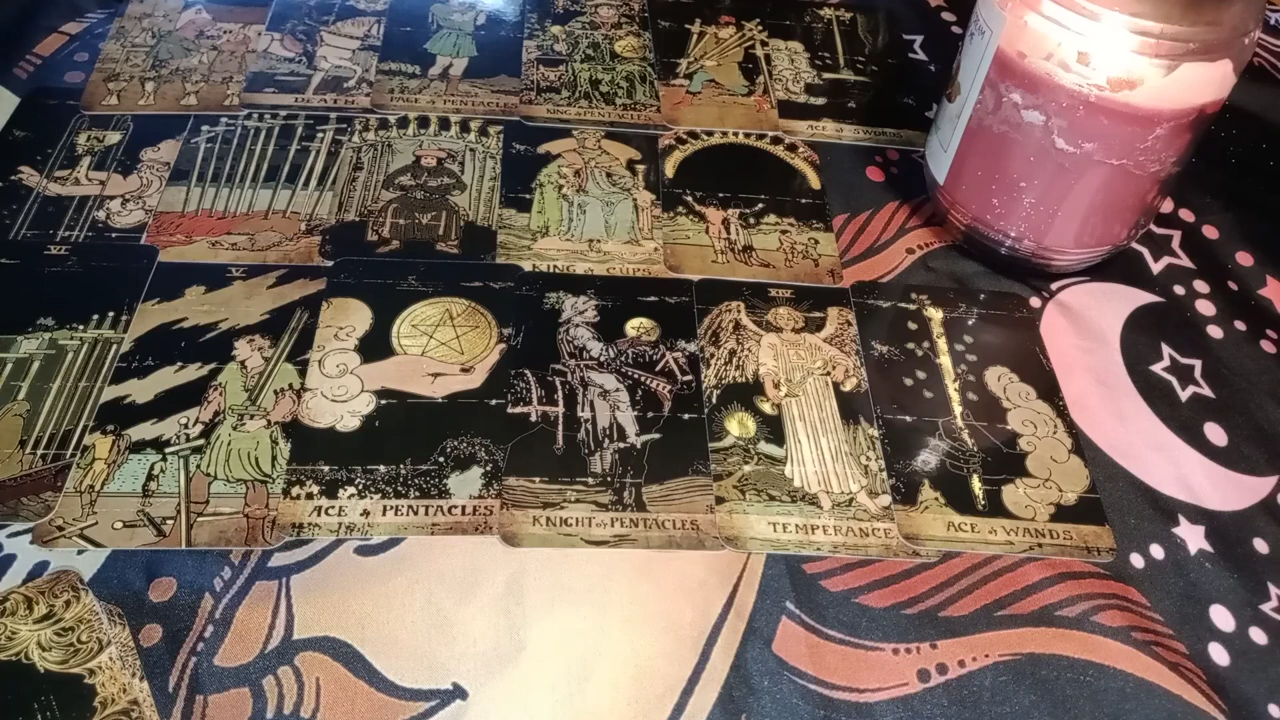 DEATH
PAGE of PENTACLES
KING of PENTACLES
ACE of SWORDS
KING of CUPS
VI
V
XIV
ACE of PENTACLES
KNIGHT of PENTACLES
TEMPERANCE
ACE of WANDS